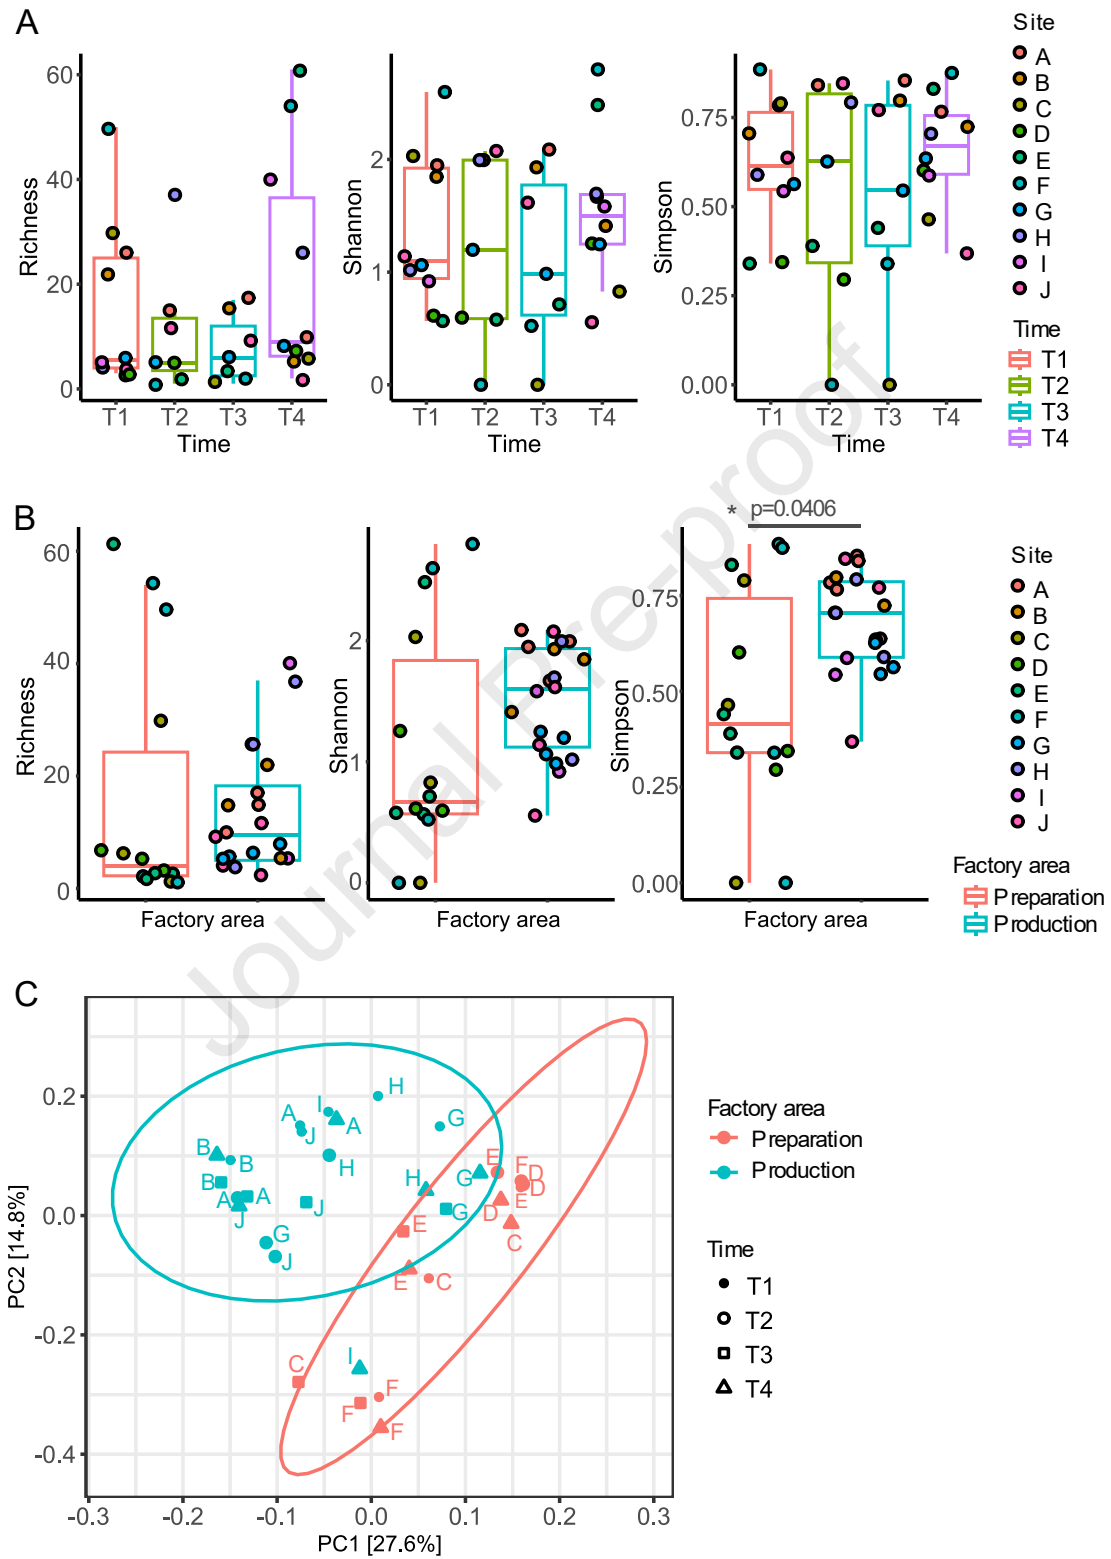 A
Richness
60
40
20
0
T1 T2 T3 T4
Time
Shannon
2
1
0
T1 T2 T3 T4
Time
Simpson
0.75
0.50
0.25
0.00
T1 T2 T3 T4
Time
Site
A
B
C
D
E
F
G
H
I
J
Time
T1
T2
T3
T4
B
Richness
60
40
20
0
Factory area
Shannon
2
1
0
Factory area
* p=0.0406
Simpson
0.75
0.50
0.25
0.00
Factory area
Site
A
B
C
D
E
F
G
H
I
J
Factory area
Preparation
Production
Journal Pre-proof
C
PC2 [14.8%]
0.2
0.0
-0.2
-0.4
H
I
A
A
J
G
B
B
H
E
F
D
D
H
G
B
E
A
A
J
J
G
D
E
C
G
J
E
C
I
C
F
F
F
-0.3 -0.2 -0.1 0.0 0.1 0.2 0.3
PC1 [27.6%]
Factory area
Preparation
Production
Time
T1
T2
T3
T4